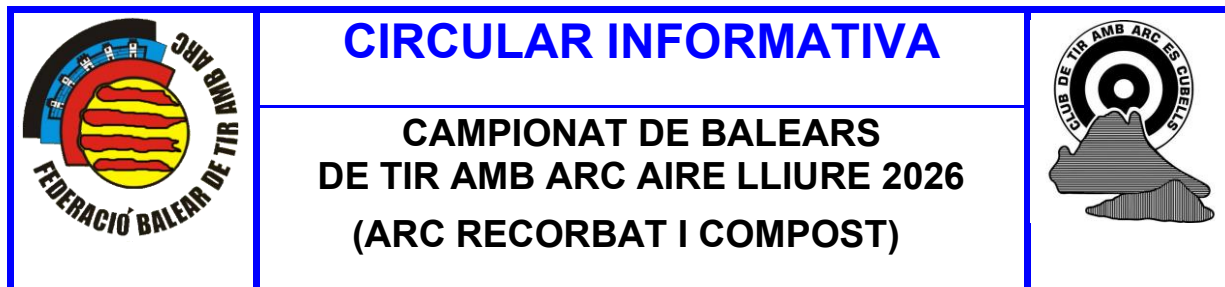 FEDERACIÓ BALEAR DE TIR AMB ARC
CIRCULAR INFORMATIVA
CAMPIONAT DE BALEARS
DE TIR AMB ARC AIRE LLIURE 2026
(ARC RECORBAT I COMPOST)
CLUB DE TIR AMB ARC ES CUBELLS